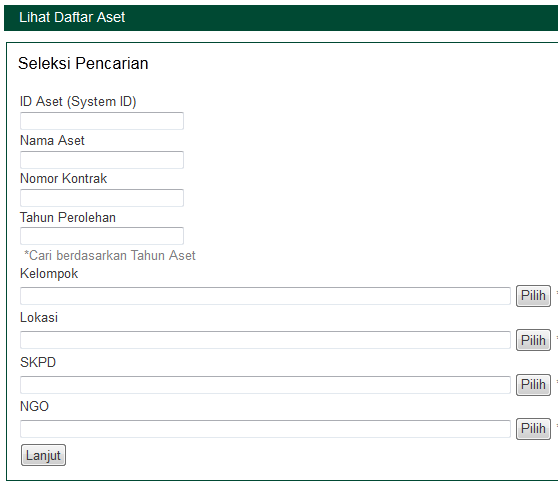 Lihat Daftar Aset
Seleksi Pencarian
ID Aset (System ID)
Nama Aset
Nomor Kontrak
Tahun Perolehan
*Cari berdasarkan Tahun Aset
Kelompok
Pilih *
Lokasi
Pilih *
SKPD
Pilih *
NGO
Pilih *
Lanjut